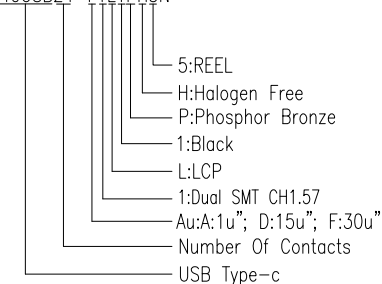 5:REEL
H:Halogen Free
P:Phosphor Bronze
1:Black
L:LCP
1:Dual SMT CH1.57
Au:A:1u"; D:15u"; F:30u"
Number Of Contacts
USB Type-c